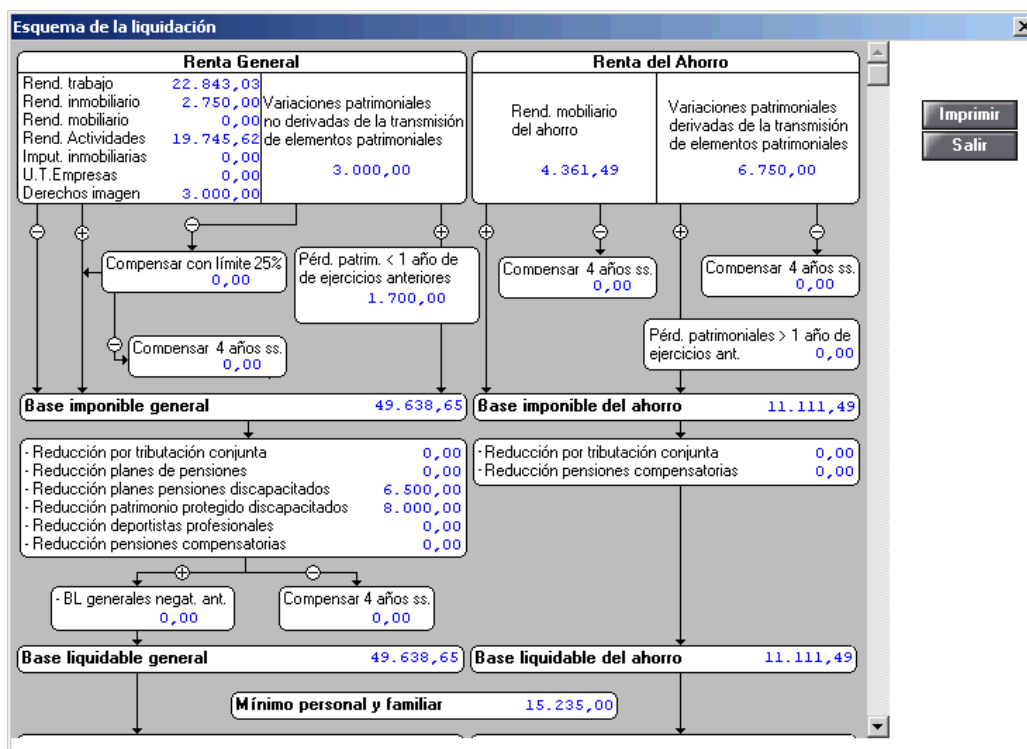 Esquema de la liquidación
Renta General
Rend. trabajo 22.843,03
Rend. inmobiliario 2.750,00
Rend. mobiliario 0,00
Rend. Actividades 19.745,62
Imput. inmobiliarias 0,00
U.T.Empresas 0,00
Derechos imagen 3.000,00
Variaciones patrimoniales
no derivadas de la transmisión
de elementos patrimoniales
3.000,00
Renta del Ahorro
Rend. mobiliario
del ahorro
4.361,49
Variaciones patrimoniales
derivadas de la transmisión
de elementos patrimoniales
6.750,00
Imprimir
Salir
Compensar con límite 25%
0,00
Pérd. patrim. < 1 año de
de ejercicios anteriores
1.700,00
Compensar 4 años ss.
0,00
Compensar 4 años ss.
0,00
Compensar 4 años ss.
0,00
Pérd. patrimoniales > 1 año de
ejercicios ant. 0,00
Base imponible general 49.638,65
Base imponible del ahorro 11.111,49
- Reducción por tributación conjunta 0,00
- Reducción planes de pensiones 0,00
- Reducción planes pensiones discapacitados 6.500,00
- Reducción patrimonio protegido discapacitados 8.000,00
- Reducción deportistas profesionales 0,00
- Reducción pensiones compensatorias 0,00
- Reducción por tributación conjunta 0,00
- Reducción pensiones compensatorias 0,00
- BL generales negat. ant.
0,00
Compensar 4 años ss.
0,00
Base liquidable general 49.638,65
Base liquidable del ahorro 11.111,49
Mínimo personal y familiar 15.235,00